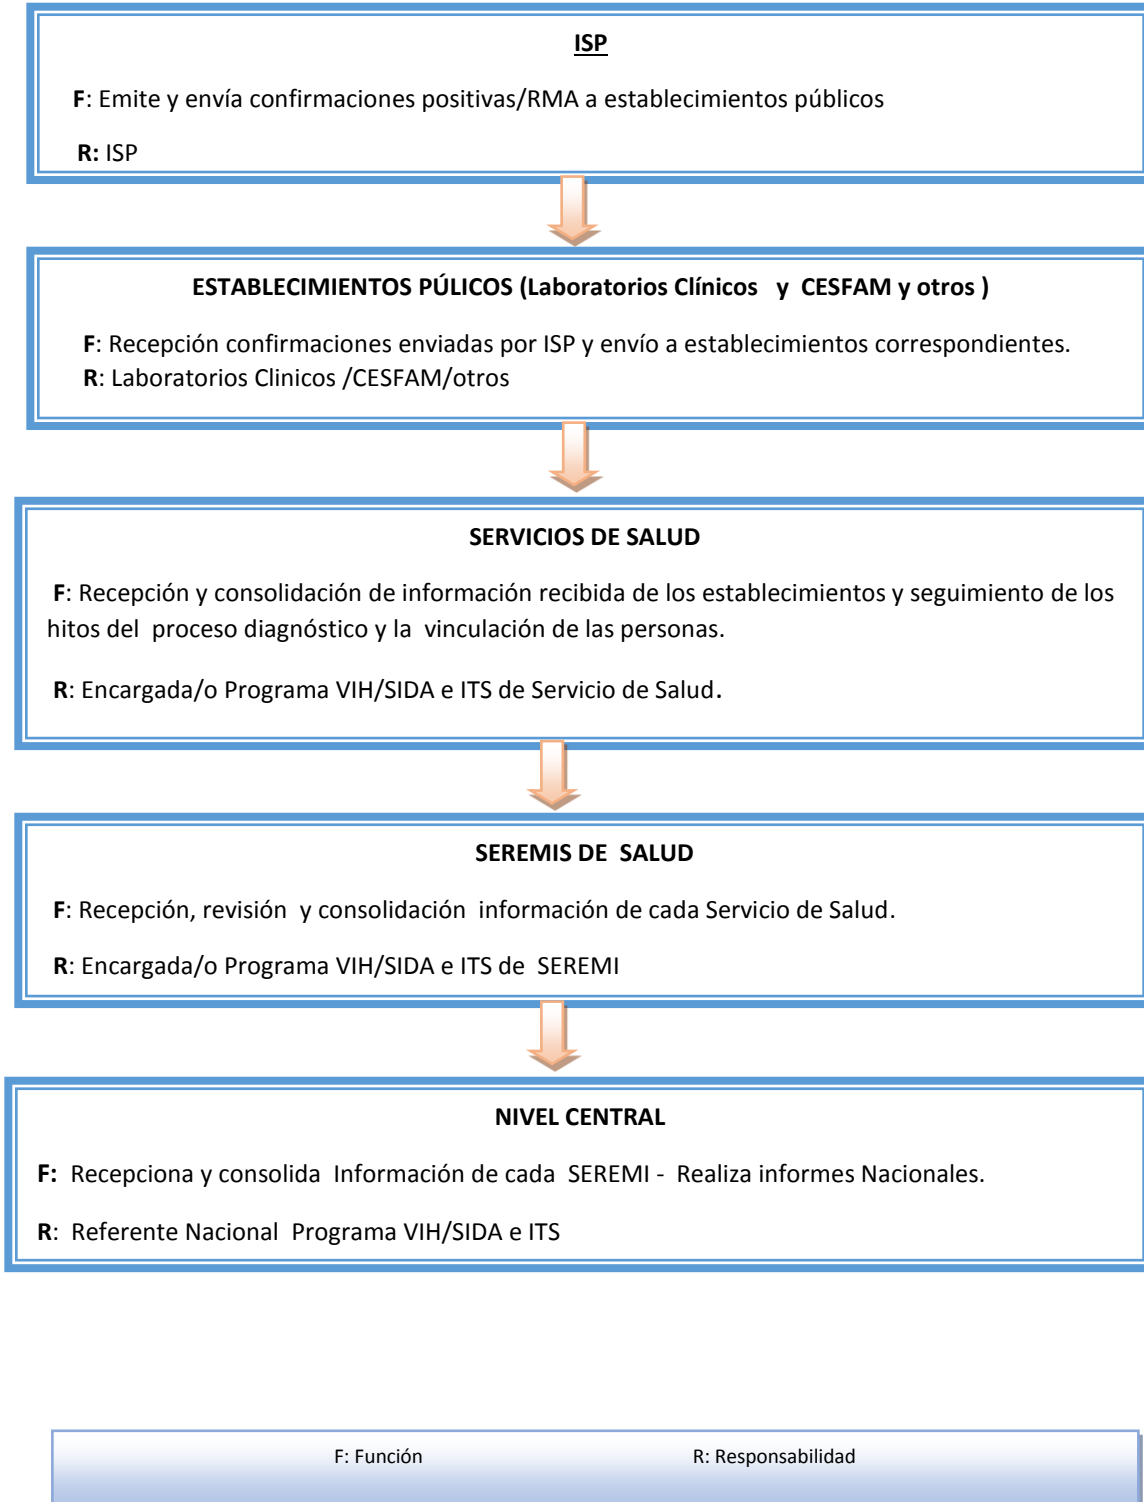 ISP
F: Emite y envía confirmaciones positivas/RMA a establecimientos públicos
R: ISP
ESTABLECIMIENTOS PÚLICOS (Laboratorios Clínicos y CESFAM y otros )
F: Recepción confirmaciones enviadas por ISP y envío a establecimientos correspondientes.
R: Laboratorios Clinicos /CESFAM/otros
SERVICIOS DE SALUD
F: Recepción y consolidación de información recibida de los establecimientos y seguimiento de los
hitos del proceso diagnóstico y la vinculación de las personas.
R: Encargada/o Programa VIH/SIDA e ITS de Servicio de Salud.
SEREMIS DE SALUD
F: Recepción, revisión y consolidación información de cada Servicio de Salud.
R: Encargada/o Programa VIH/SIDA e ITS de SEREMI
NIVEL CENTRAL
F: Recepciona y consolida Información de cada SEREMI - Realiza informes Nacionales.
R: Referente Nacional Programa VIH/SIDA e ITS
F: Función R: Responsabilidad